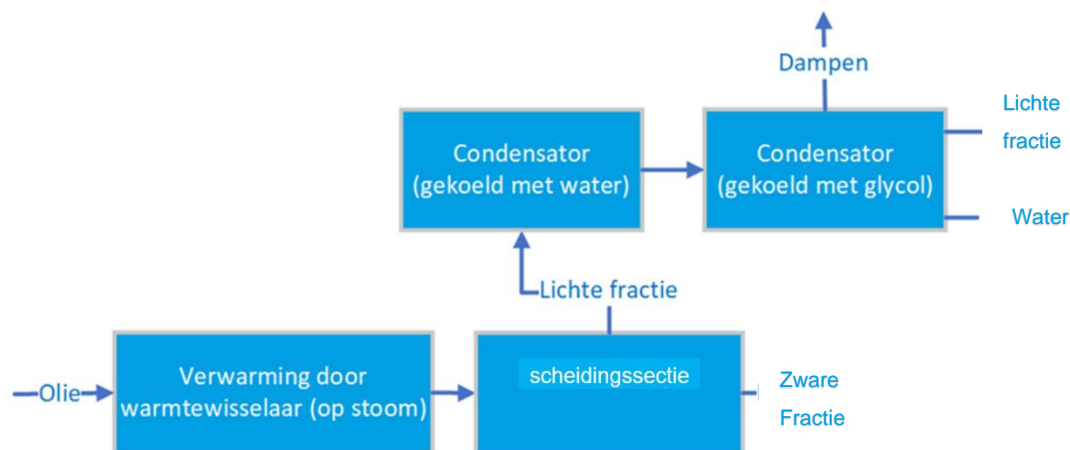 Dampen
Lichte
fractie
Condensator
(gekoeld met water)
Condensator
(gekoeld met glycol)
Water
Lichte fractie
Olie
Verwarming door
warmtewisselaar (op stoom)
scheidingssectie
Zware
Fractie